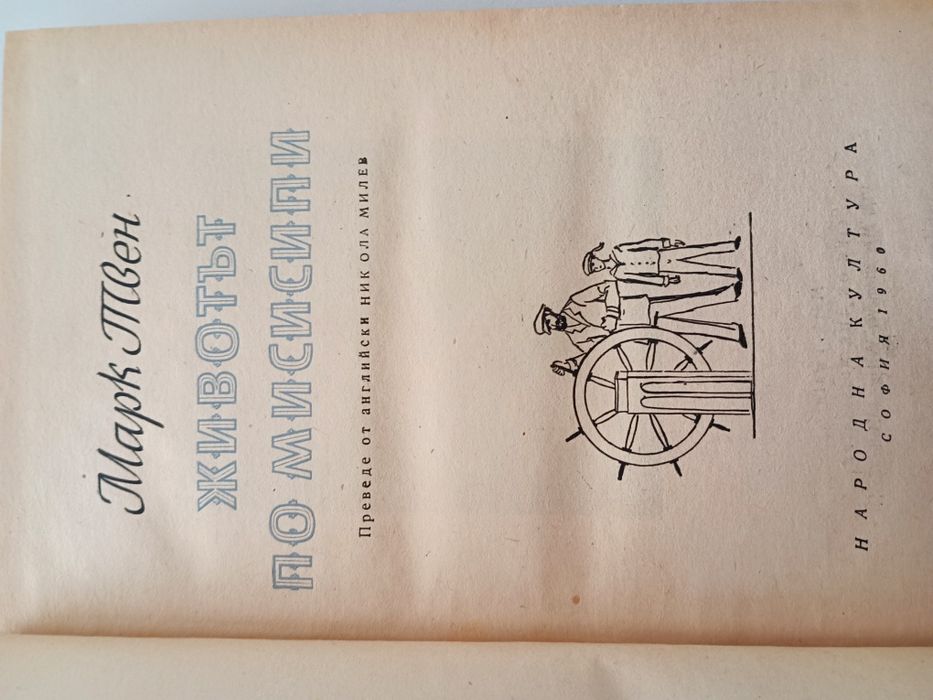 Марк Твен
ЖИВОТЪТ
ПО МИСИСИПИ
Преведе от английски НИКОЛА МИЛЕВ
НАРОДНА КУЛТУРА
СОФИЯ 1960